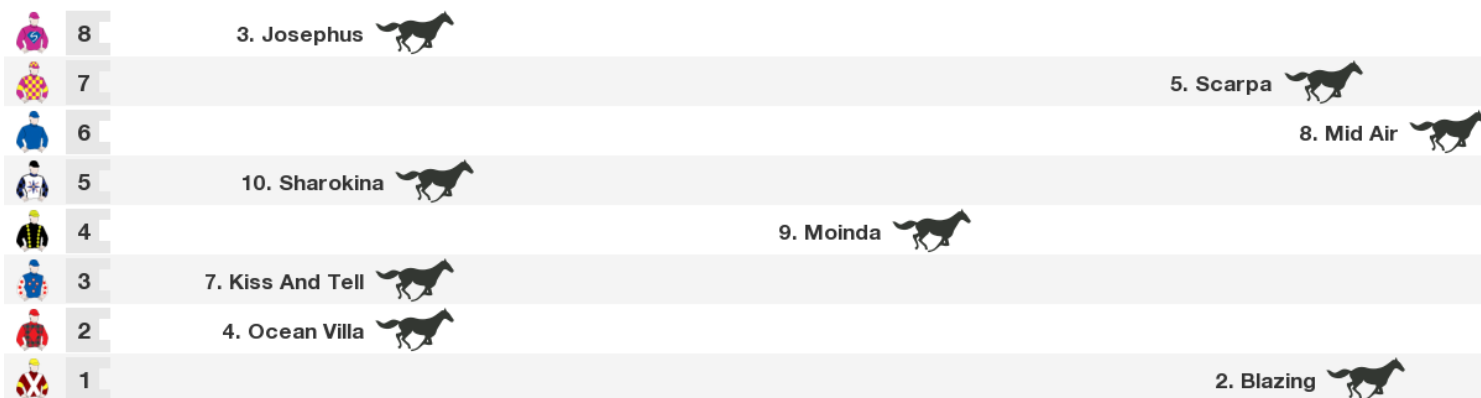 8 3. Josephus
7 5. Scarpa
6 8. Mid Air
5 10. Sharokina
4 9. Moinda
3 7. Kiss And Tell
2 4. Ocean Villa
1 2. Blazing